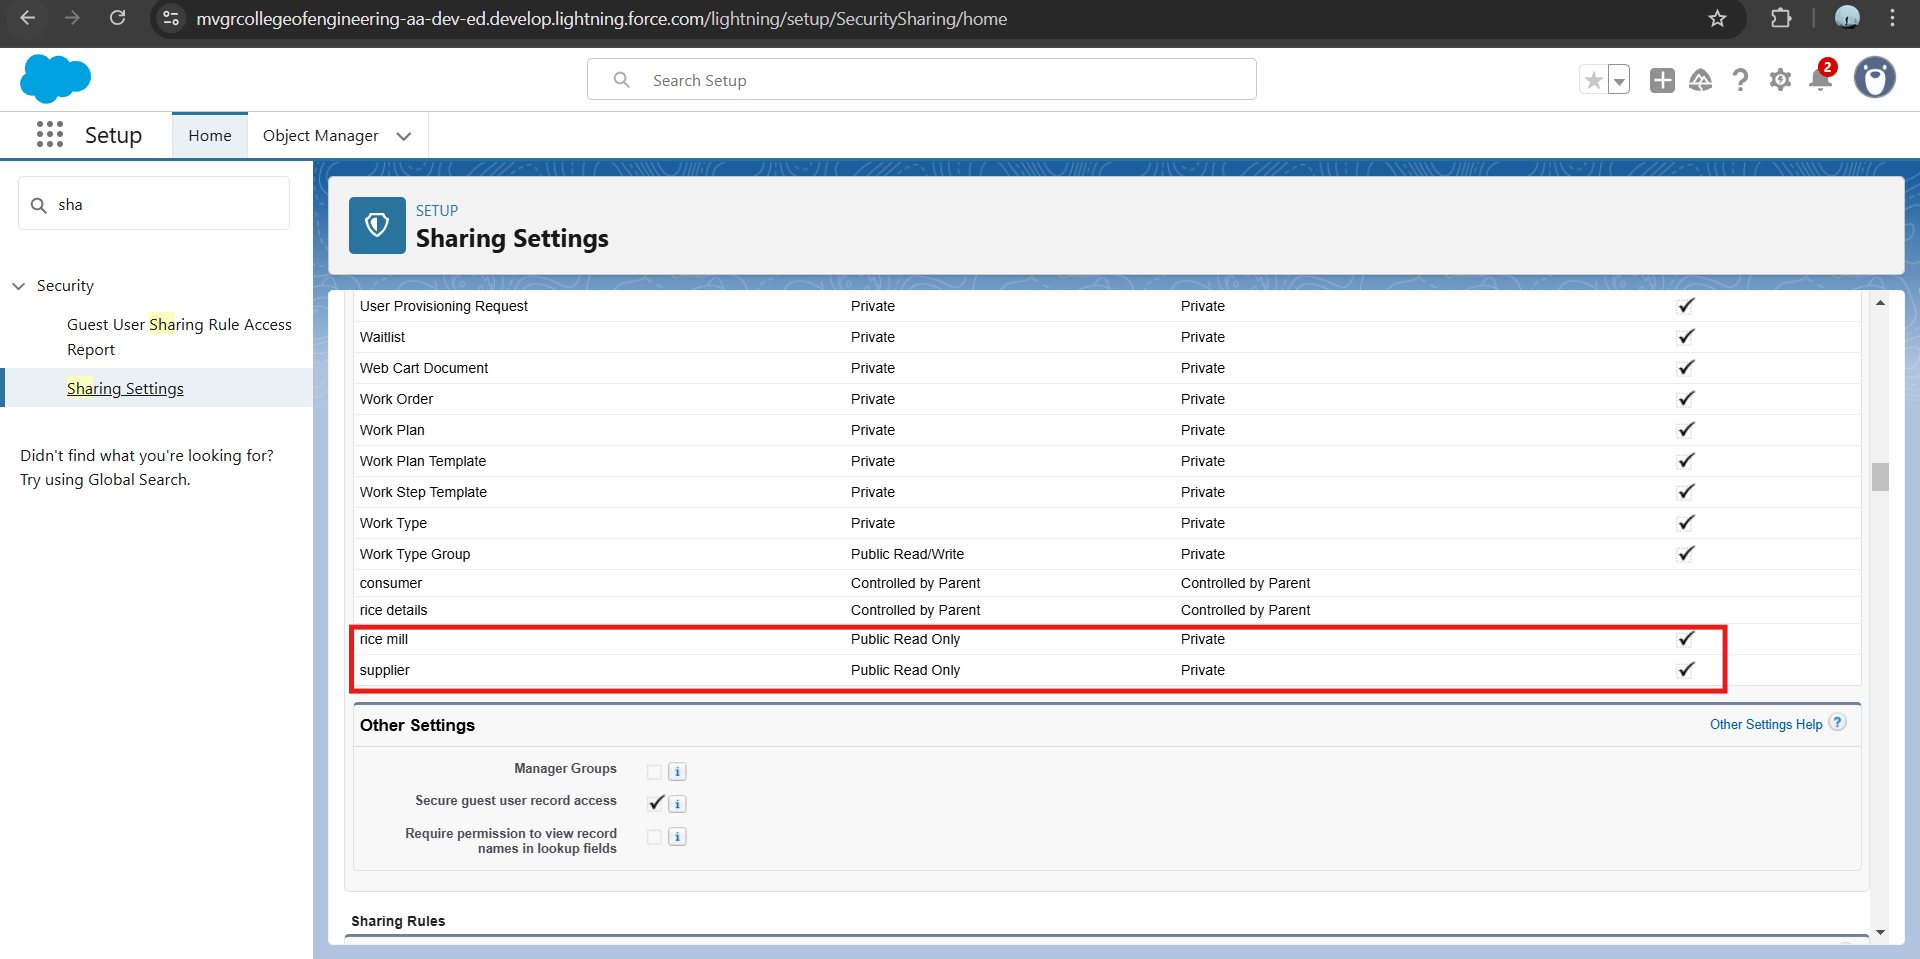 mvgrcollegeofengineering-aa-dev-ed.develop.lightning.force.com/lightning/setup/SecuritySharing/home
Search Setup
2
Setup
Home
Object Manager
sha
Security
Guest User Sharing Rule Access
Report
Sharing Settings
Didn't find what you're looking for?
Try using Global Search.
SETUP
Sharing Settings
User Provisioning Request Private Private
Waitlist Private Private
Web Cart Document Private Private
Work Order Private Private
Work Plan Private Private
Work Plan Template Private Private
Work Step Template Private Private
Work Type Private Private
Work Type Group Public Read/Write Private
consumer Controlled by Parent Controlled by Parent
rice details Controlled by Parent Controlled by Parent
rice mill Public Read Only Private
supplier Public Read Only Private
Other Settings
Other Settings Help ?
Manager Groups i
Secure guest user record access i
Require permission to view record
names in lookup fields i
Sharing Rules